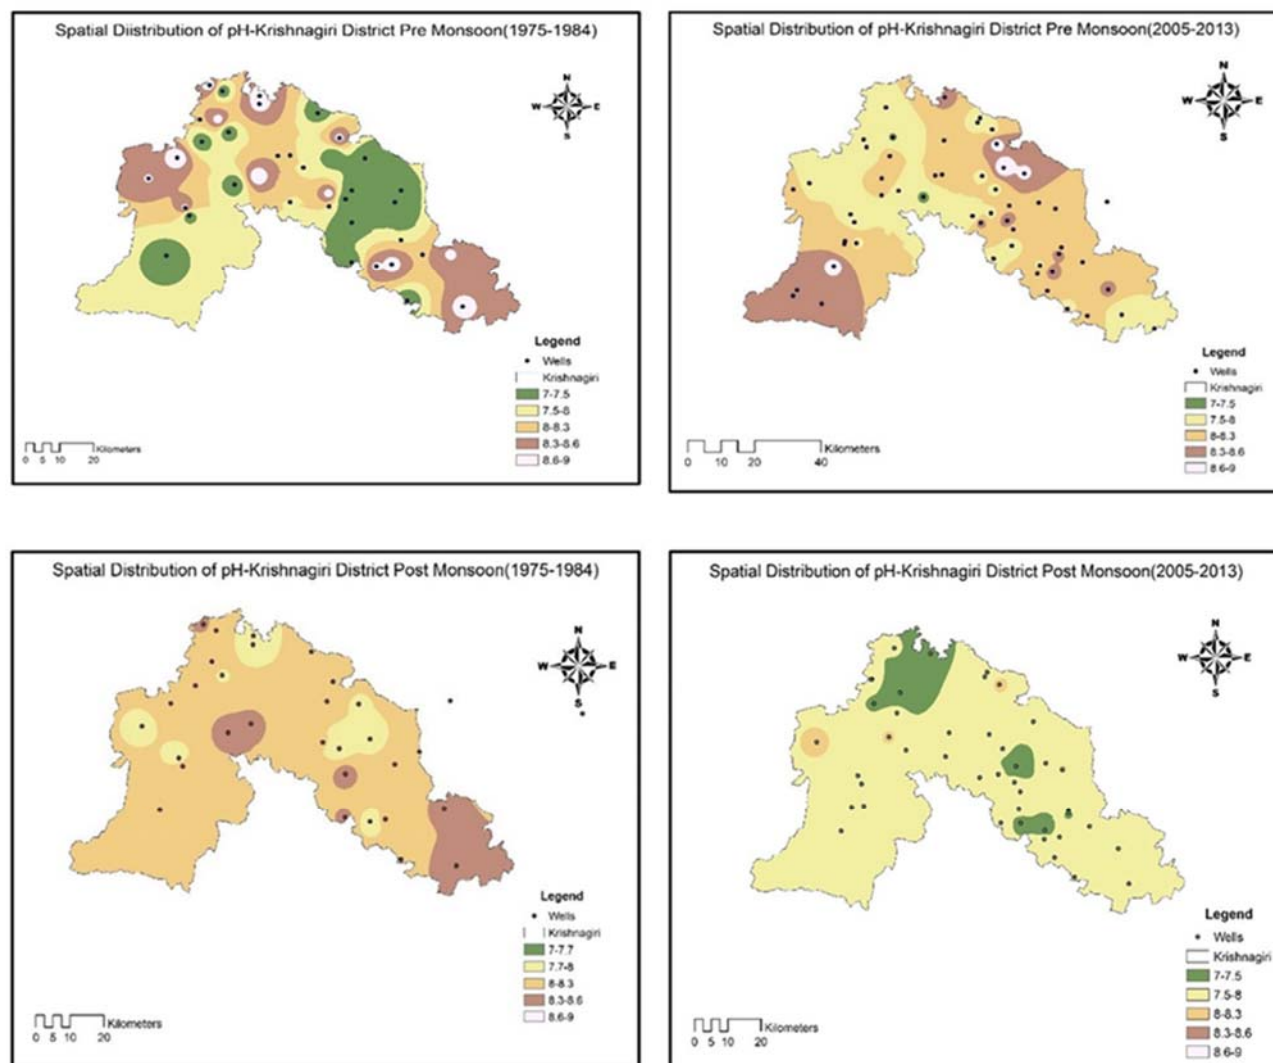 Spatial Diistribution of pH-Krishnagiri District Pre Monsoon(1975-1984)
N
W E
S
Legend
Wells
Krishnagiri
7-7.5
7.5-8
8-8.3
8.3-8.6
8.6-9
Kilometers
0 5 10 20
Spatial Distribution of pH-Krishnagiri District Pre Monsoon(2005-2013)
N
W E
S
Legend
Wells
Krishnagiri
7-7.5
7.5-8
8-8.3
8.3-8.6
8.6-9
Kilometers
0 10 20 40
Spatial Distribution of pH-Krishnagiri District Post Monsoon(1975-1984)
N
W E
S
Legend
Wells
Krishnagiri
7-7.7
7.7-8
8-8.3
8.3-8.6
8.6-9
Kilometers
0 5 10 20
Spatial Distribution of pH-Krishnagiri District Post Monsoon(2005-2013)
N
W E
S
Legend
Wells
Krishnagiri
7-7.5
7.5-8
8-8.3
8.3-8.6
8.6-9
Kilometers
0 5 10 20